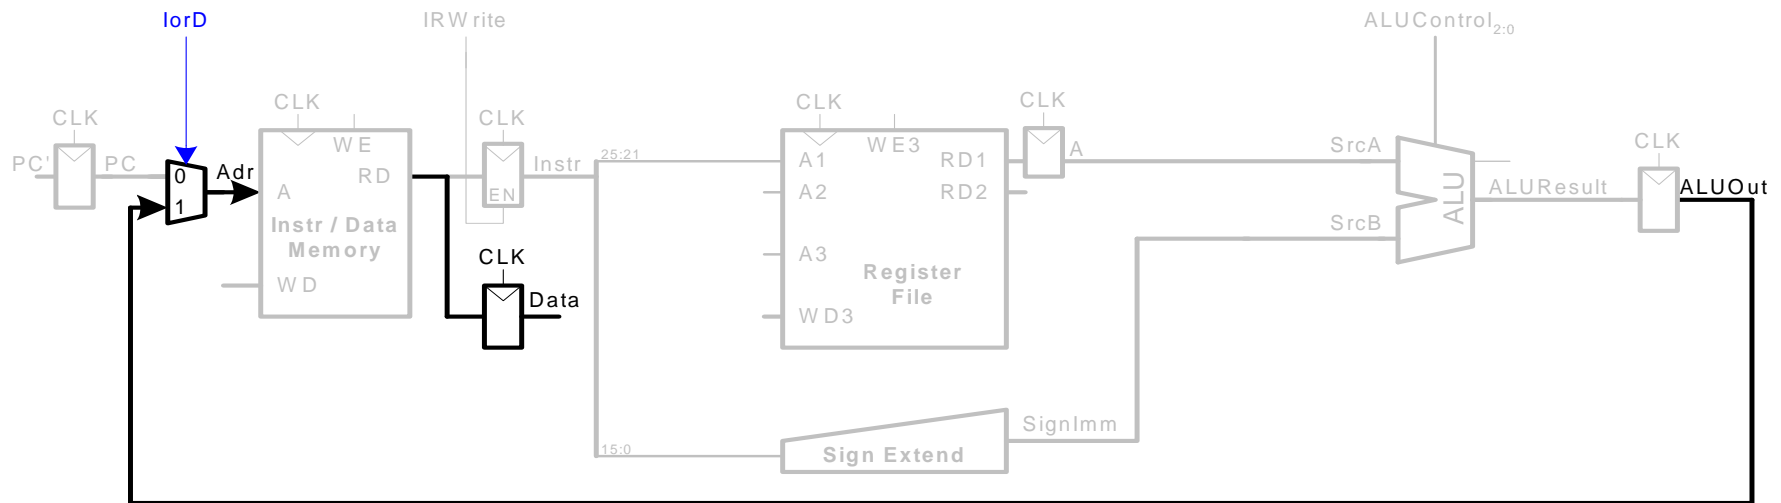 IorD
IRWrite
ALUControl2:0
CLK
CLK
CLK
CLK
CLK
CLK
PC'
PC
0
1
Adr
WE
A
RD
Instr / Data
Memory
WD
EN
Instr
25:21
CLK
Data
WE3
A1
RD1
A2
RD2
A3
Register
File
WD3
A
SrcA
SrcB
ALU
ALUResult
ALUOut
15:0
Sign Extend
SignImm